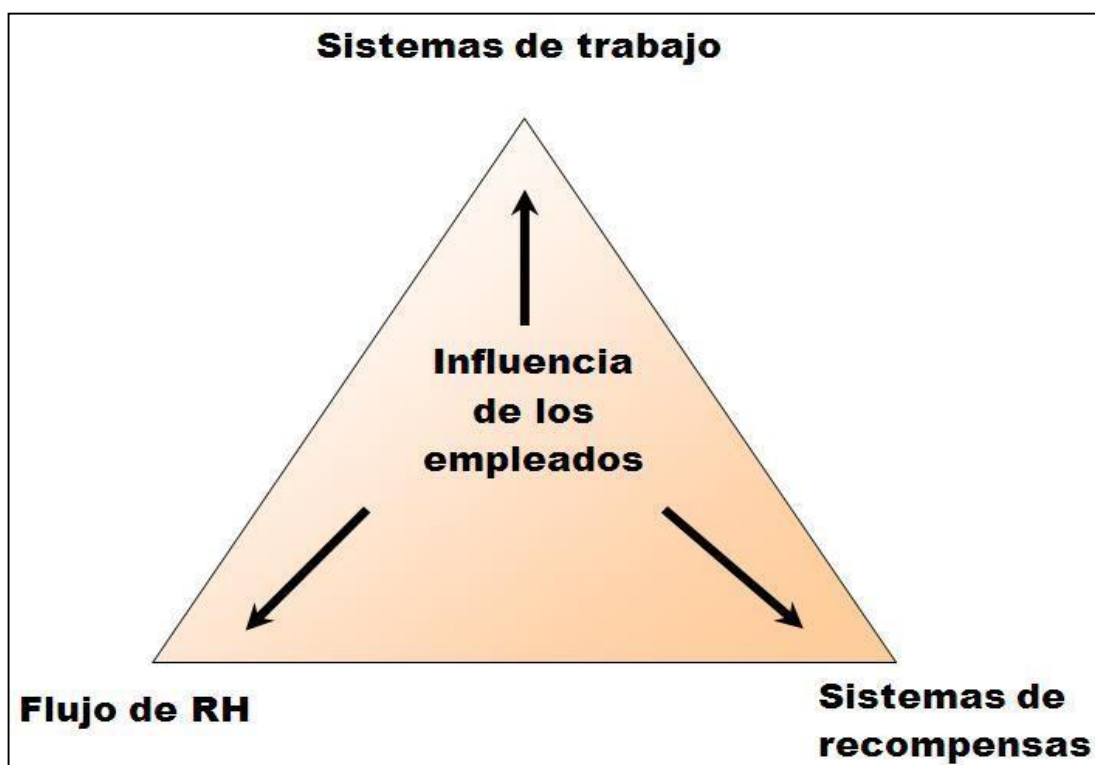 Sistemas de trabajo
Influencia
de los
empleados
Flujo de RH
Sistemas de
recompensas